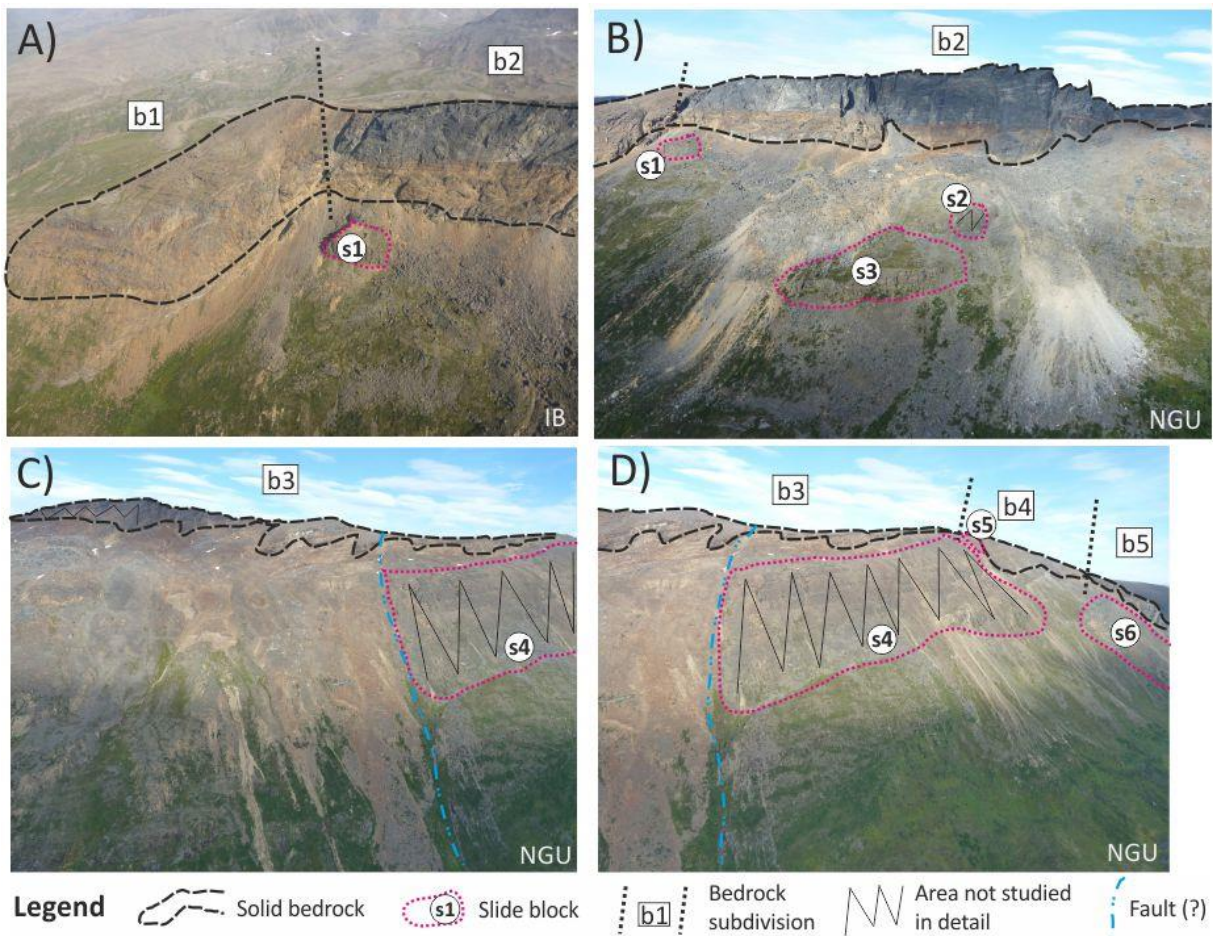 A)
b1
b2
s1
IB
B)
b2
s1
s2
s3
NGU
C)
b3
s4
NGU
D)
b3
b4
b5
s5
s4
s6
NGU
Legend
Solid bedrock
s1
Slide block
b1
Bedrock
subdivision
Area not studied
in detail
Fault (?)